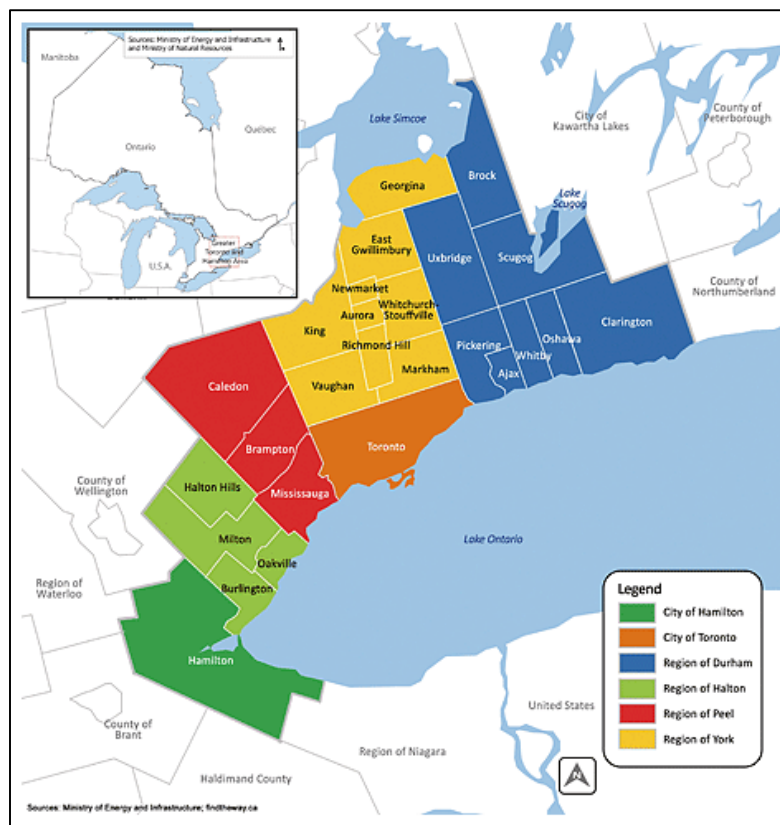 Sources: Ministry of Energy and Infrastructure
and Ministry of Natural Resources
Manitoba
Ontario
Québec
Greater
Toronto and
Hamilton Area
U.S.A.
Lake Simcoe
City of
Kawartha Lakes
County of
Peterborough
Georgina
Brock
Lake
Scugog
East
Gwillimbury
Uxbridge
Scugog
County of
Northumberland
Newmarket
Whitchurch-
Stouffville
Aurora
King
Richmond Hill
Pickering
Whitby
Oshawa
Clarington
Ajax
Vaughan
Markham
Caledon
Toronto
Brampton
Mississauga
Halton Hills
County of
Wellington
Milton
Oakville
Lake Ontario
Burlington
Region of
Waterloo
Hamilton
County of
Brant
Haldimand County
Region of Niagara
United States
N
Legend
City of Hamilton
City of Toronto
Region of Durham
Region of Halton
Region of Peel
Region of York
Sources: Ministry of Energy and Infrastructure; findtheway.ca